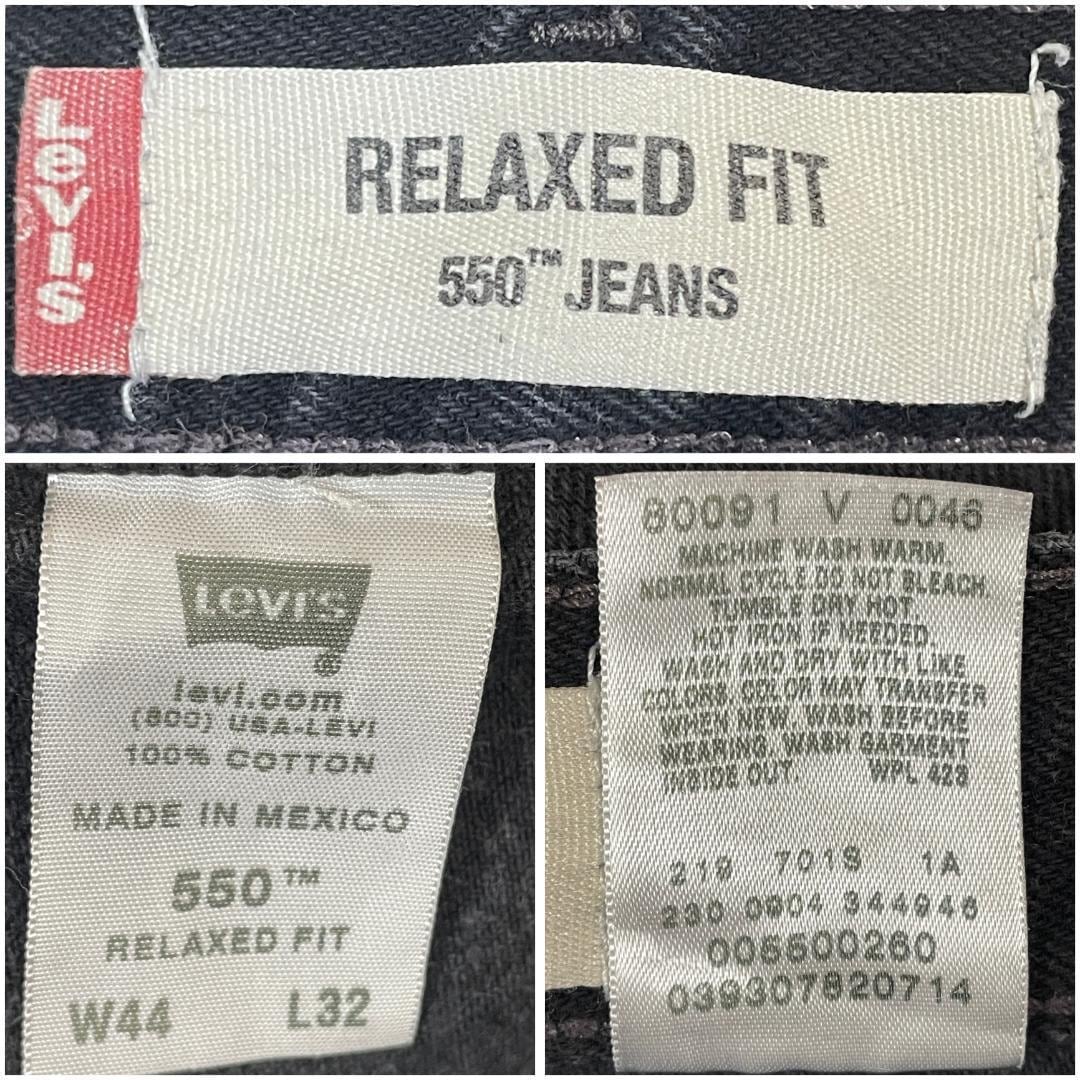 Levi's
RELAXED FIT
550™ JEANS
LEVI'S
®
levi.com
(800) USA-LEVI
100% COTTON
MADE IN MEXICO
550™
RELAXED FIT
W44 L32
80091 V 0046
MACHINE WASH WARM
NORMAL CYCLE DO NOT BLEACH
TUMBLE DRY HOT
HOT IRON IF NEEDED
WASH AND DRY WITH LIKE
COLORS. COLOR MAY TRANSFER
WHEN NEW. WASH BEFORE
WEARING. WASH GARMENT
INSIDE OUT. WPL 423
219 701S 1A
230 0904 344946
005500260
039307820714